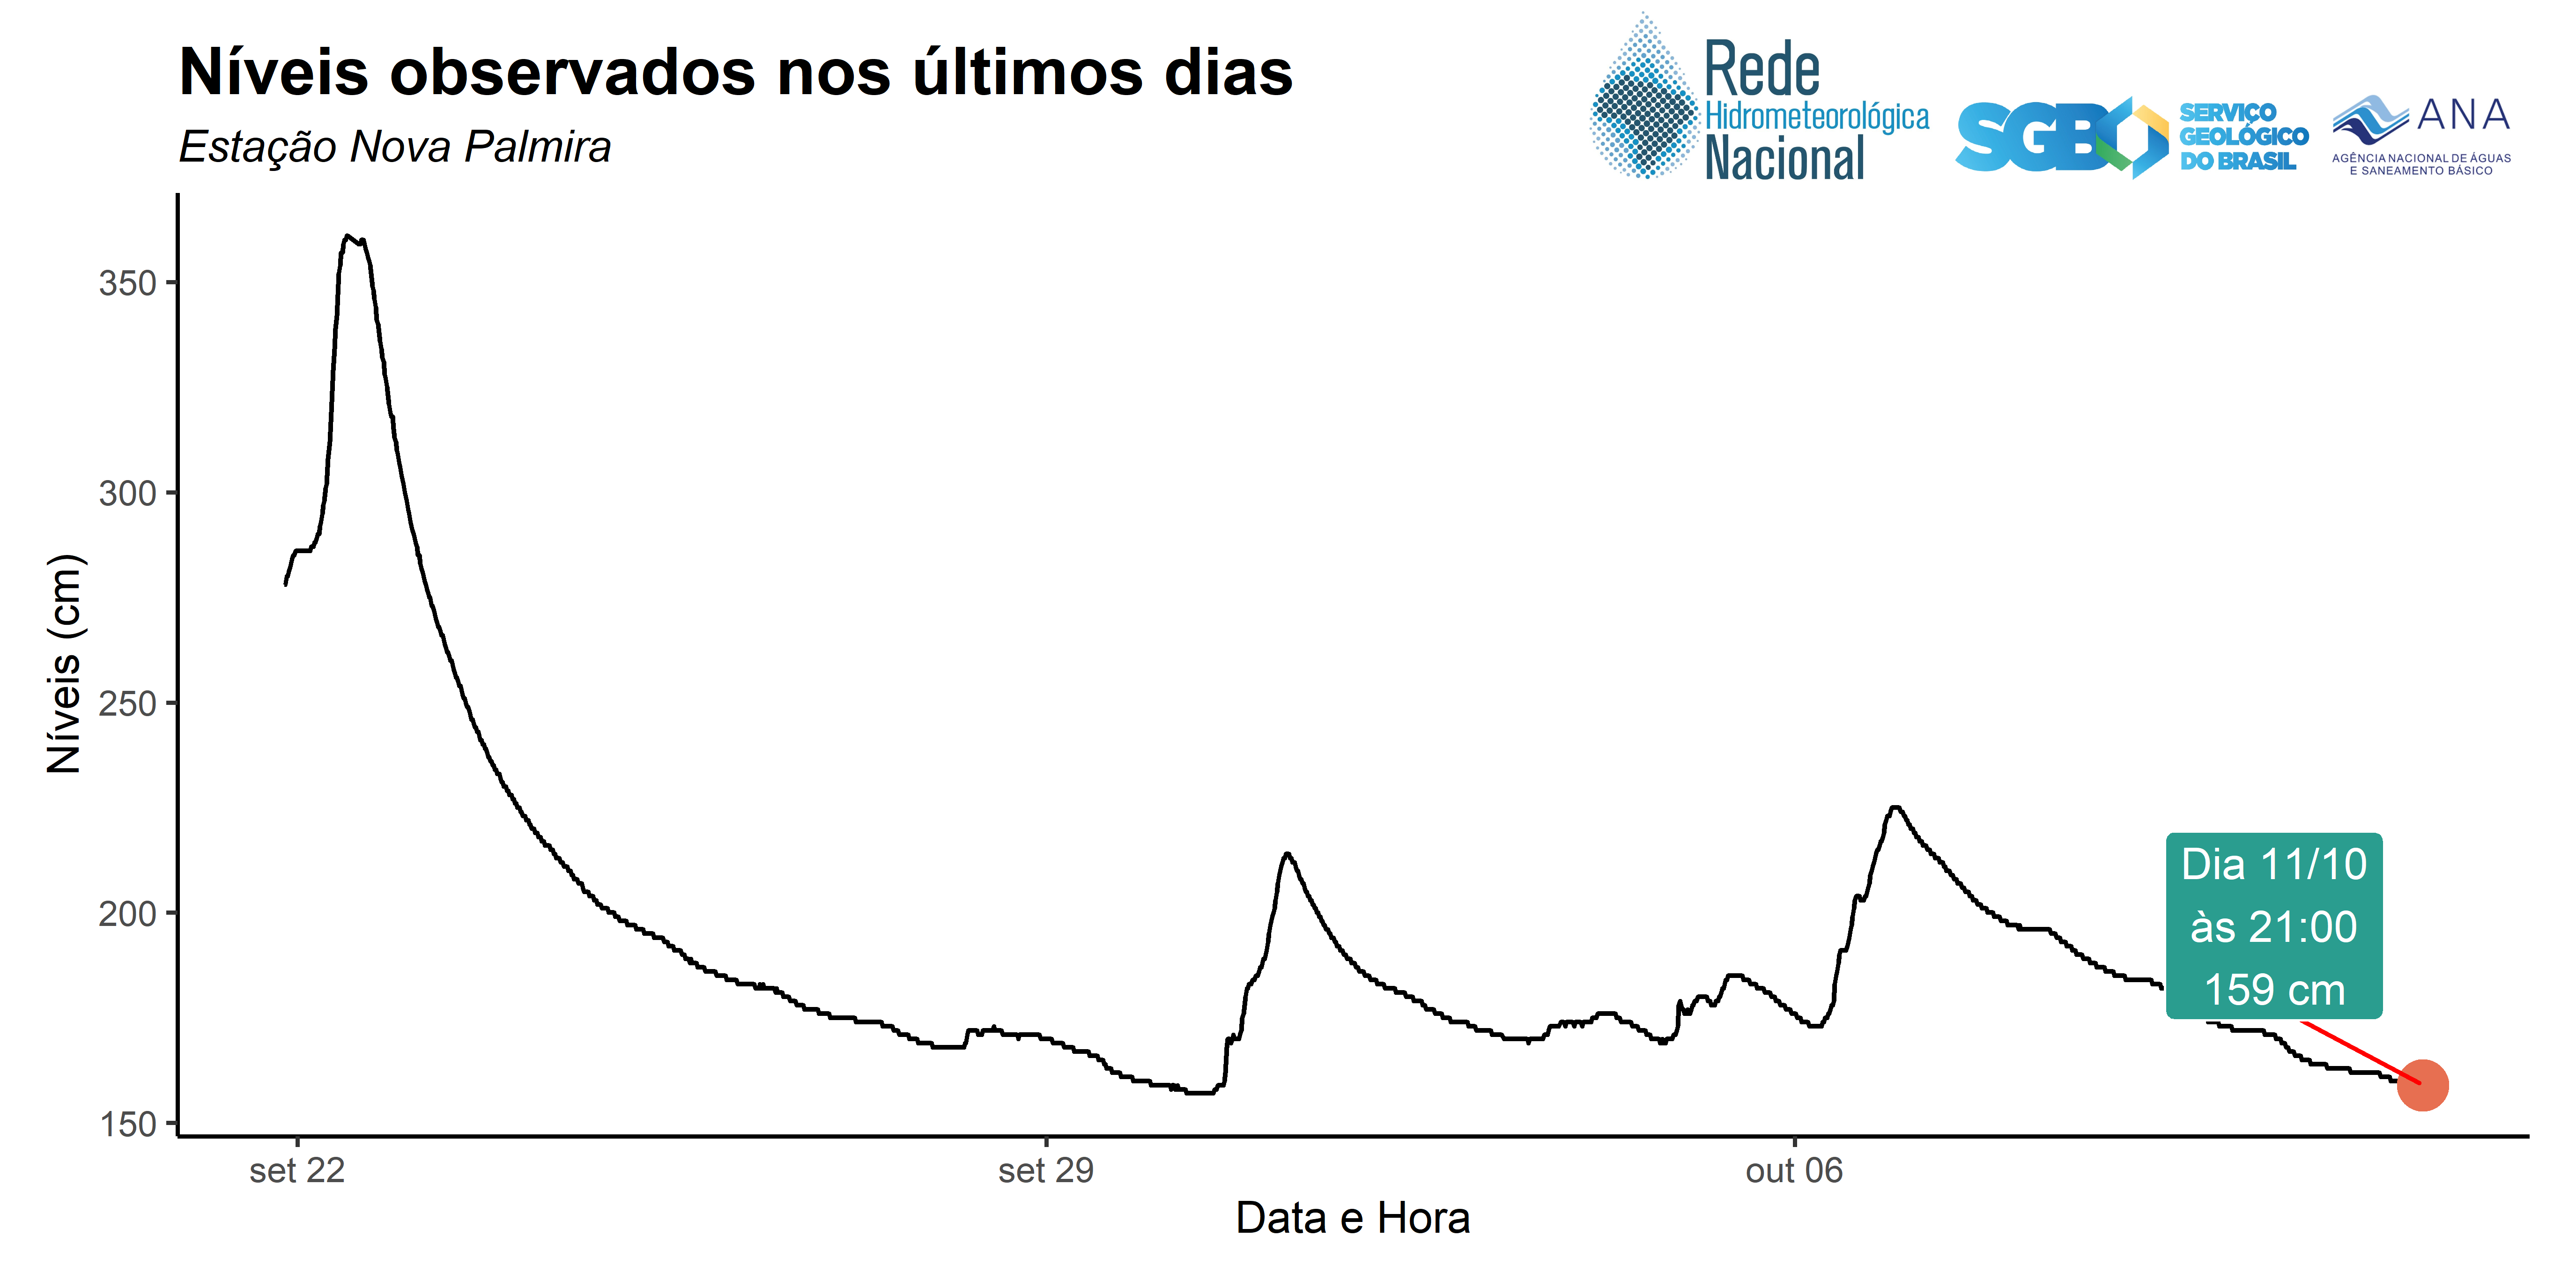 Níveis observados nos últimos dias
Estação Nova Palmira
Rede
Hidrometeorológica
Nacional
SGB
SERVIÇO
GEOLÓGICO
DO BRASIL
ANA
AGÊNCIA NACIONAL DE ÁGUAS
E SANEAMENTO BÁSICO
Níveis (cm)
350
300
250
200
150
Dia 11/10
às 21:00
159 cm
set 22
set 29
out 06
Data e Hora